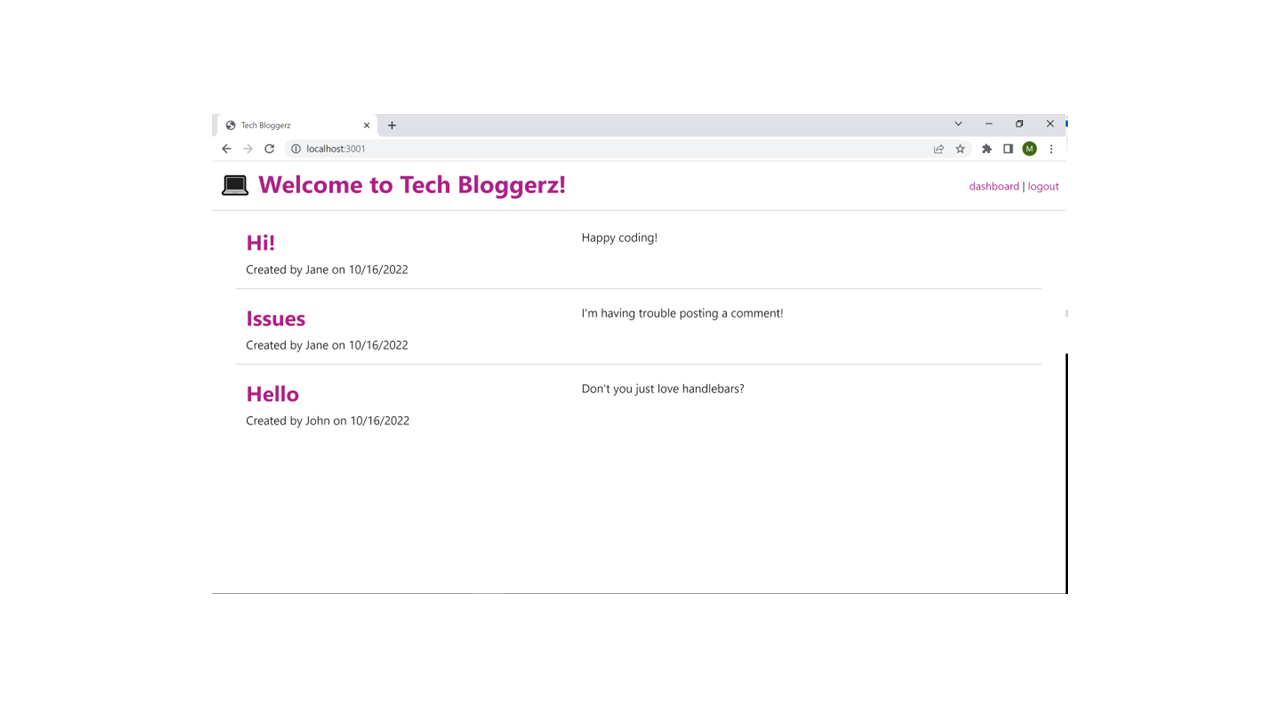 Tech Bloggerz
localhost:3001
M
Welcome to Tech Bloggerz!
dashboard | logout
Hi!
Happy coding!
Created by Jane on 10/16/2022
Issues
I'm having trouble posting a comment!
Created by Jane on 10/16/2022
Hello
Don't you just love handlebars?
Created by John on 10/16/2022